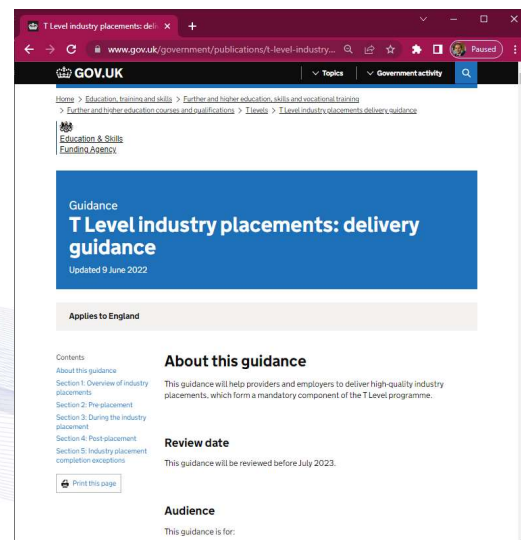 T Level industry placements: deli
www.gov.uk/government/publications/t-level-industry...
Paused
GOV.UK
Topics
Government activity
Home > Education, training and skills > Further and higher education, skills and vocational training
> Further and higher education courses and qualifications > T levels > T Level industry placements delivery guidance
Education & Skills
Funding Agency
Guidance
T Level industry placements: delivery
guidance
Updated 9 June 2022
Applies to England
Contents
About this guidance
Section 1: Overview of industry
placements
Section 2: Pre-placement
Section 3: During the industry
placement
Section 4: Post-placement
Section 5: Industry placement
completion exceptions
Print this page
About this guidance
This guidance will help providers and employers to deliver high-quality industry
placements, which form a mandatory component of the T Level programme.
Review date
This guidance will be reviewed before July 2023.
Audience
This guidance is for: